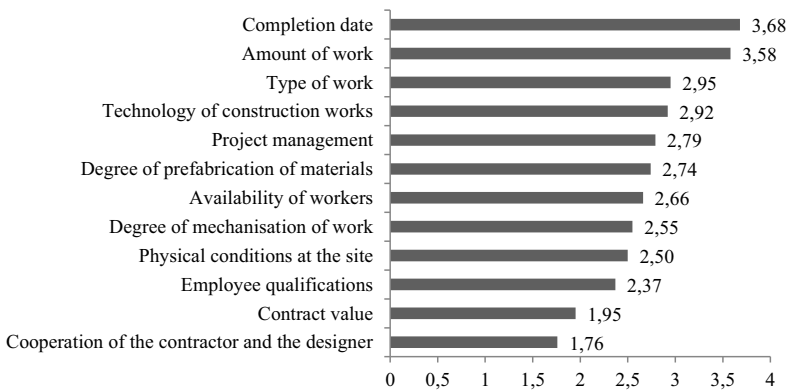 Completion date 3,68
Amount of work 3,58
Type of work 2,95
Technology of construction works 2,92
Project management 2,79
Degree of prefabrication of materials 2,74
Availability of workers 2,66
Degree of mechanisation of work 2,55
Physical conditions at the site 2,50
Employee qualifications 2,37
Contract value 1,95
Cooperation of the contractor and the designer 1,76
0 0,5 1 1,5 2 2,5 3 3,5 4